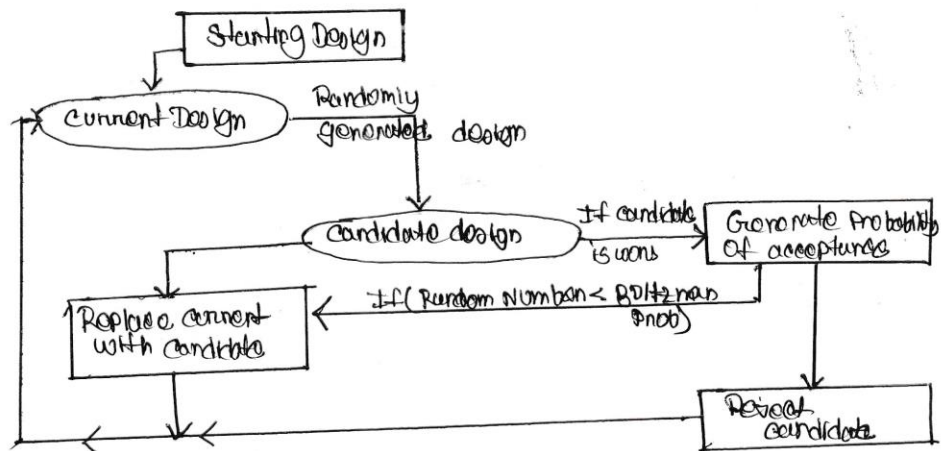 Starting Design
Current Design
Randomly
generated design
Candidate design
If candidate
is worse
Generate Probability
Of acceptance
If (Random Number < Boltzman
Prob)
Replace current
with candidate
Reject
candidate